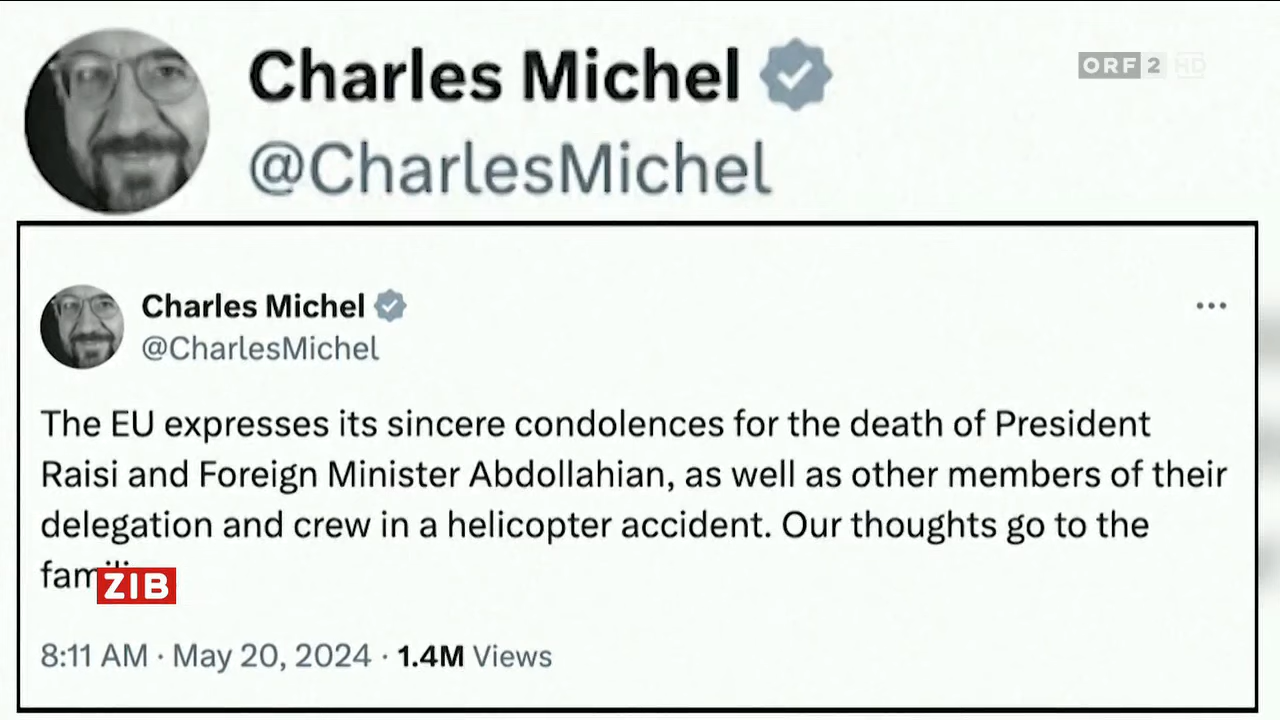 Charles Michel
ORF 2 HD
@CharlesMichel
Charles Michel
@CharlesMichel
The EU expresses its sincere condolences for the death of President
Raisi and Foreign Minister Abdollahian, as well as other members of their
delegation and crew in a helicopter accident. Our thoughts go to the
ZIB
8:11 AM · May 20, 2024 · 1.4M Views